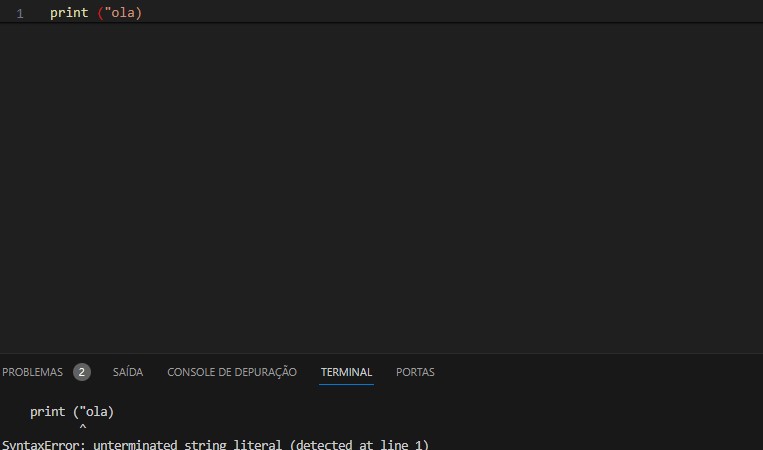 1 print ("ola)
PROBLEMAS 2 SAÍDA CONSOLE DE DEPURAÇÃO TERMINAL PORTAS
print ("ola)
^
SyntaxError: unterminated string literal (detected at line 1)